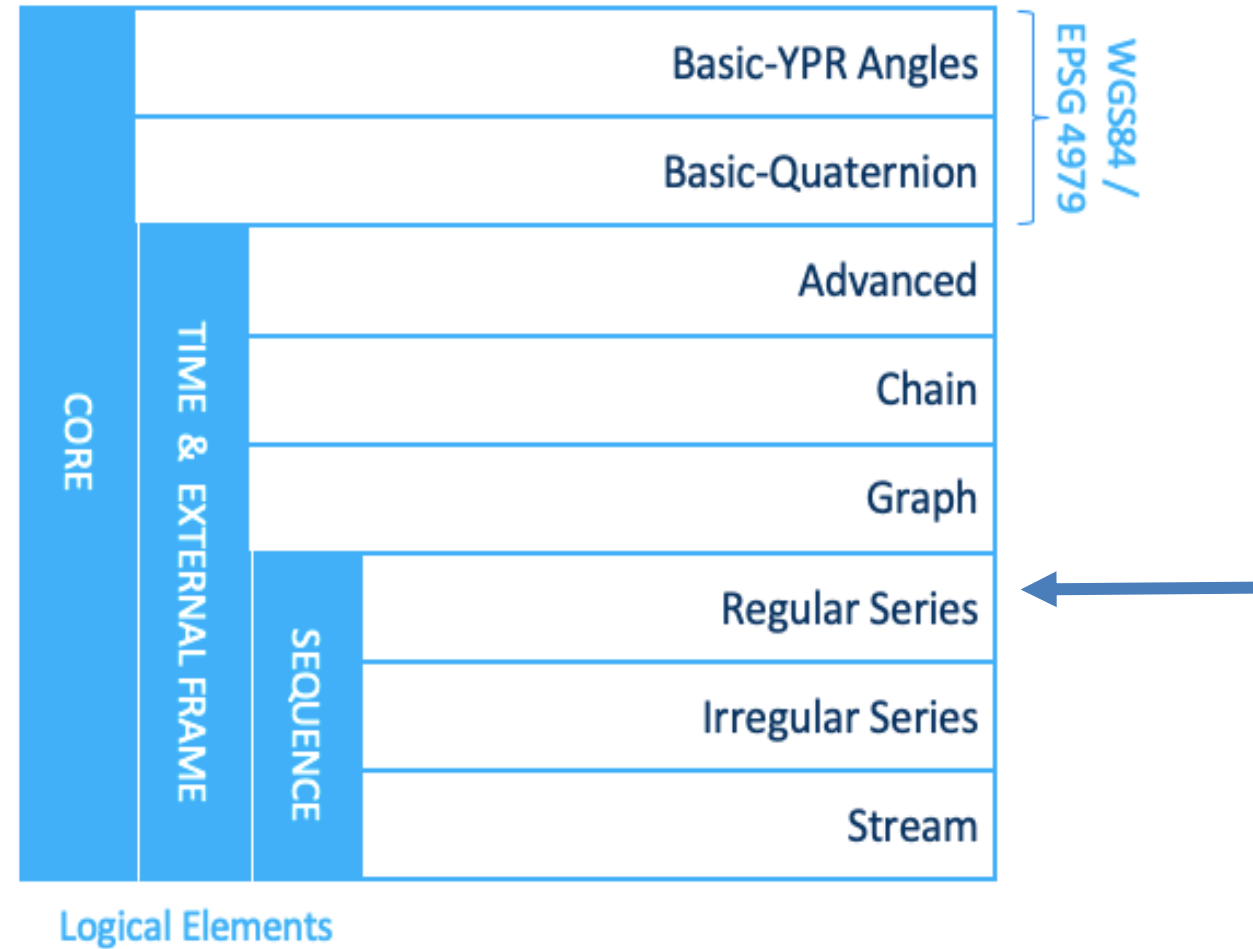 Basic-YPR Angles
Basic-Quaternion
WGS84 /
EPSG 4979
Advanced
Chain
Graph
Regular Series
Irregular Series
Stream
CORE
TIME & EXTERNAL FRAME
SEQUENCE
Logical Elements